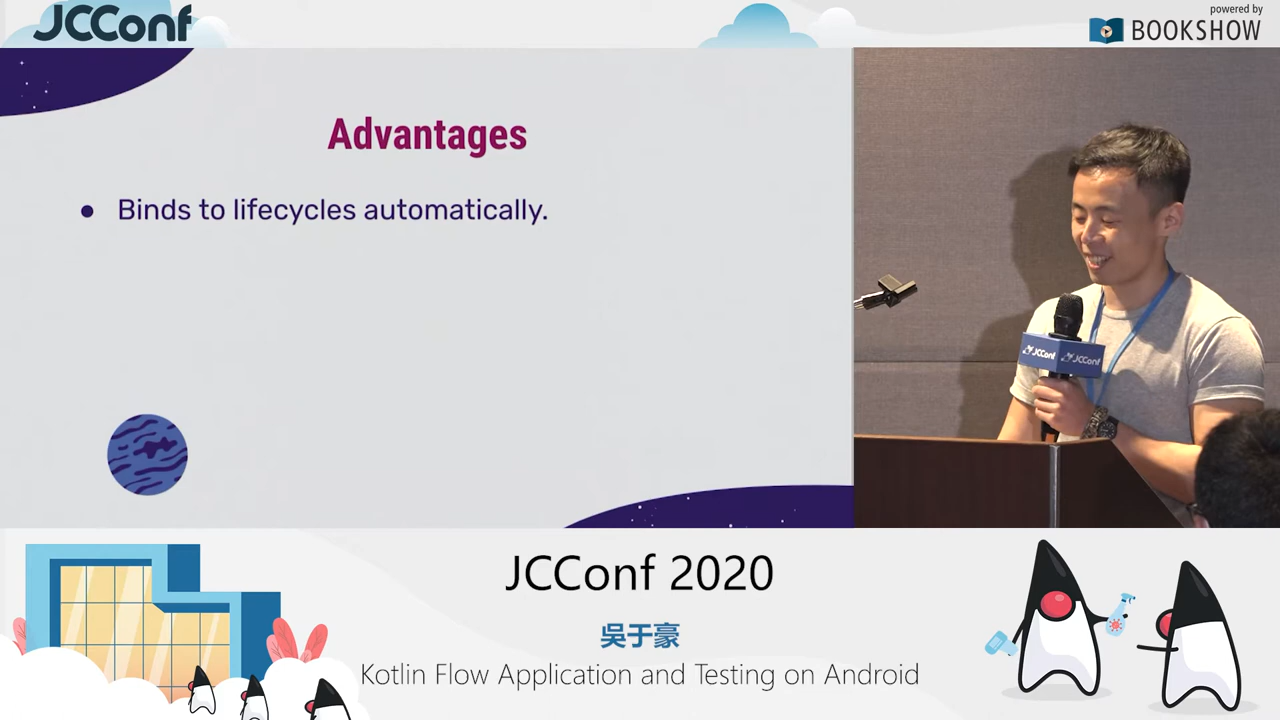 JCConf
powered by
BOOKSHOW
Advantages
● Binds to lifecycles automatically.
JCConf
JCConf
JCConf 2020
吳于豪
Kotlin Flow Application and Testing on Android